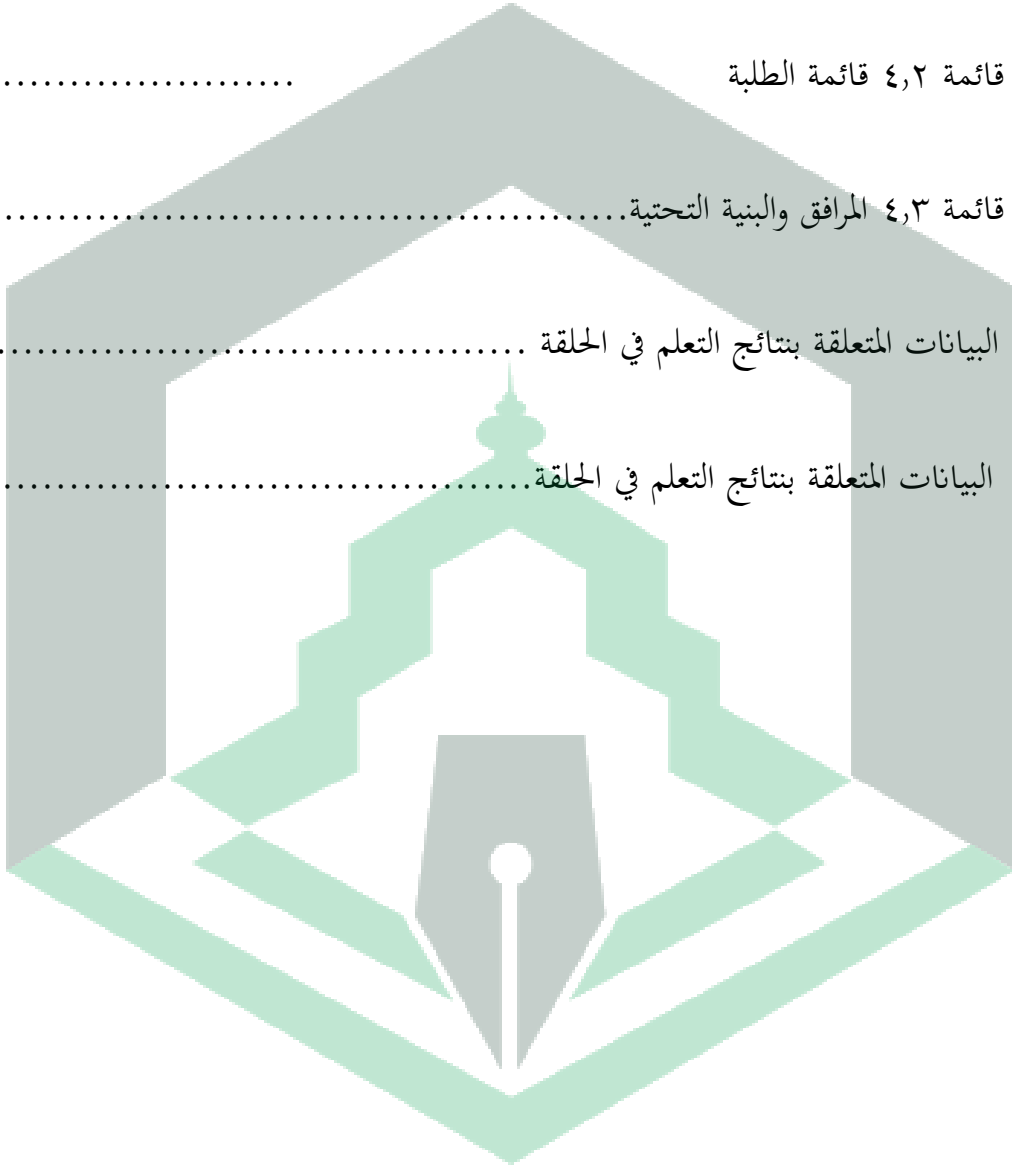 قائمة ٤,٢ قائمة الطلبة ......................
قائمة ٤,٣ المرافق والبنية التحتية...............................................
البيانات المتعلقة بنتائج التعلم في الحلقة .......................................
البيانات المتعلقة بنتائج التعلم في الحلقة.......................................